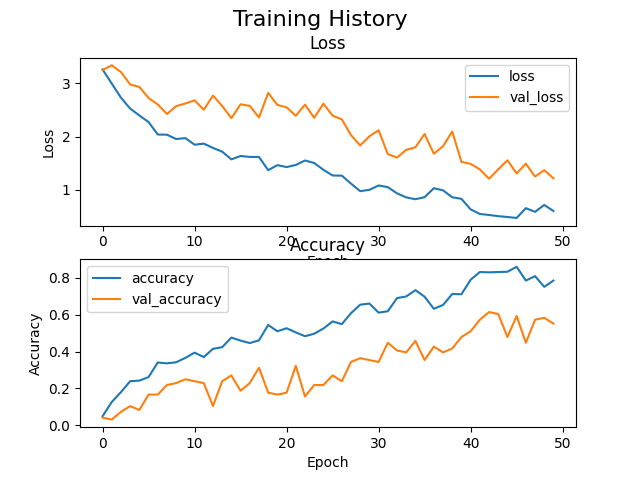 Training History
Loss
Loss
3
2
1
loss
val_loss
0 10 20 30 40 50
Epoch
Accuracy
Accuracy
0.8
0.6
0.4
0.2
0.0
accuracy
val_accuracy
0 10 20 30 40 50
Epoch